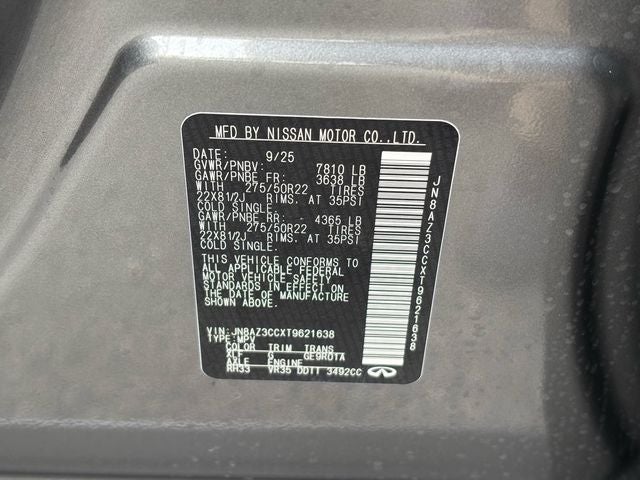 MFD BY NISSAN MOTOR CO.,LTD.
DATE: 9/25
GVWR/PNBV: 7810 LB
GAWR/PNBE FR: 3638 LB
WITH 275/50R22 TIRES
22X81/2J RIMS. AT 35PSI
COLD SINGLE.
GAWR/PNBE RR: 4365 LB
WITH 275/50R22 TIRES
22X81/2J RIMS. AT 35PSI
COLD SINGLE.
THIS VEHICLE CONFORMS TO
ALL APPLICABLE FEDERAL
MOTOR VEHICLE SAFETY
STANDARDS IN EFFECT ON
THE DATE OF MANUFACTURE
SHOWN ABOVE.
VIN:JN8AZ3CCXT9621638
TYPE:MPV
COLOR TRIM TRANS
XLF G GE9R01A
AXLE ENGINE
RH33 VR35 DDTT 3492CC
JN8AZ3CCXT9621638